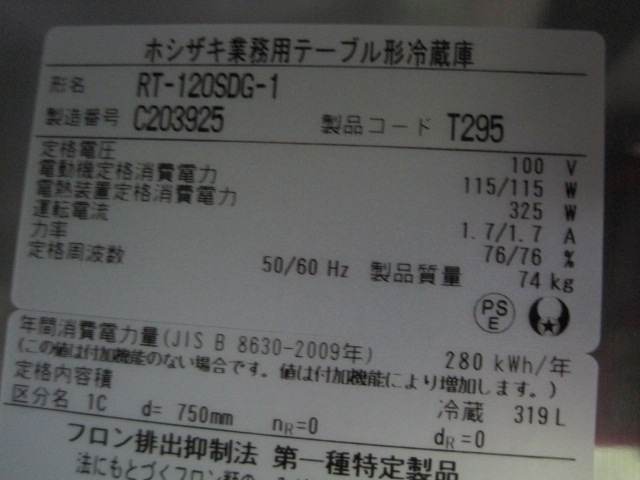 ホシザキ業務用テーブル形冷蔵庫
形名 RT-120SDG-1
製造番号 C203925 製品コード T295
定格電圧 100 V
電動機定格消費電力 115/115 W
電熱装置定格消費電力 325 W
運転電流 1.7/1.7 A
力率 76/76 %
定格周波数 50/60 Hz 製品質量 74 kg
PS E
年間消費電力量(JIS B 8630-2009年) 280 kWh/年
(この値は付加機能のない場合です。値は付加機能により増加します。)
定格内容積 冷蔵 319 L
区分名 1C d= 750mm nR=0 dR=0
フロン排出抑制法 第一種特定製品